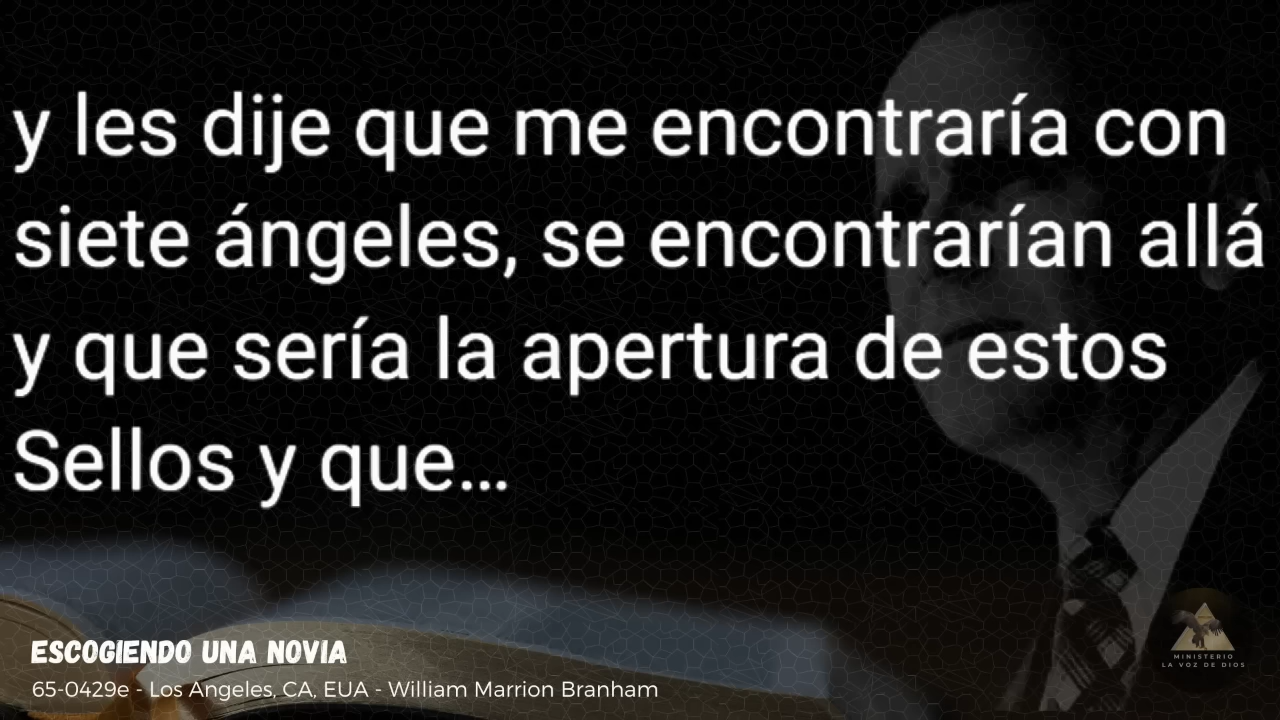 y les dije que me encontraría con
siete ángeles, se encontrarían allá
y que sería la apertura de estos
Sellos y que...
ESCOGIENDO UNA NOVIA
65-0429e - Los Angeles, CA, EUA - William Marrion Branham
MINISTERIO
LA VOZ DE DIOS